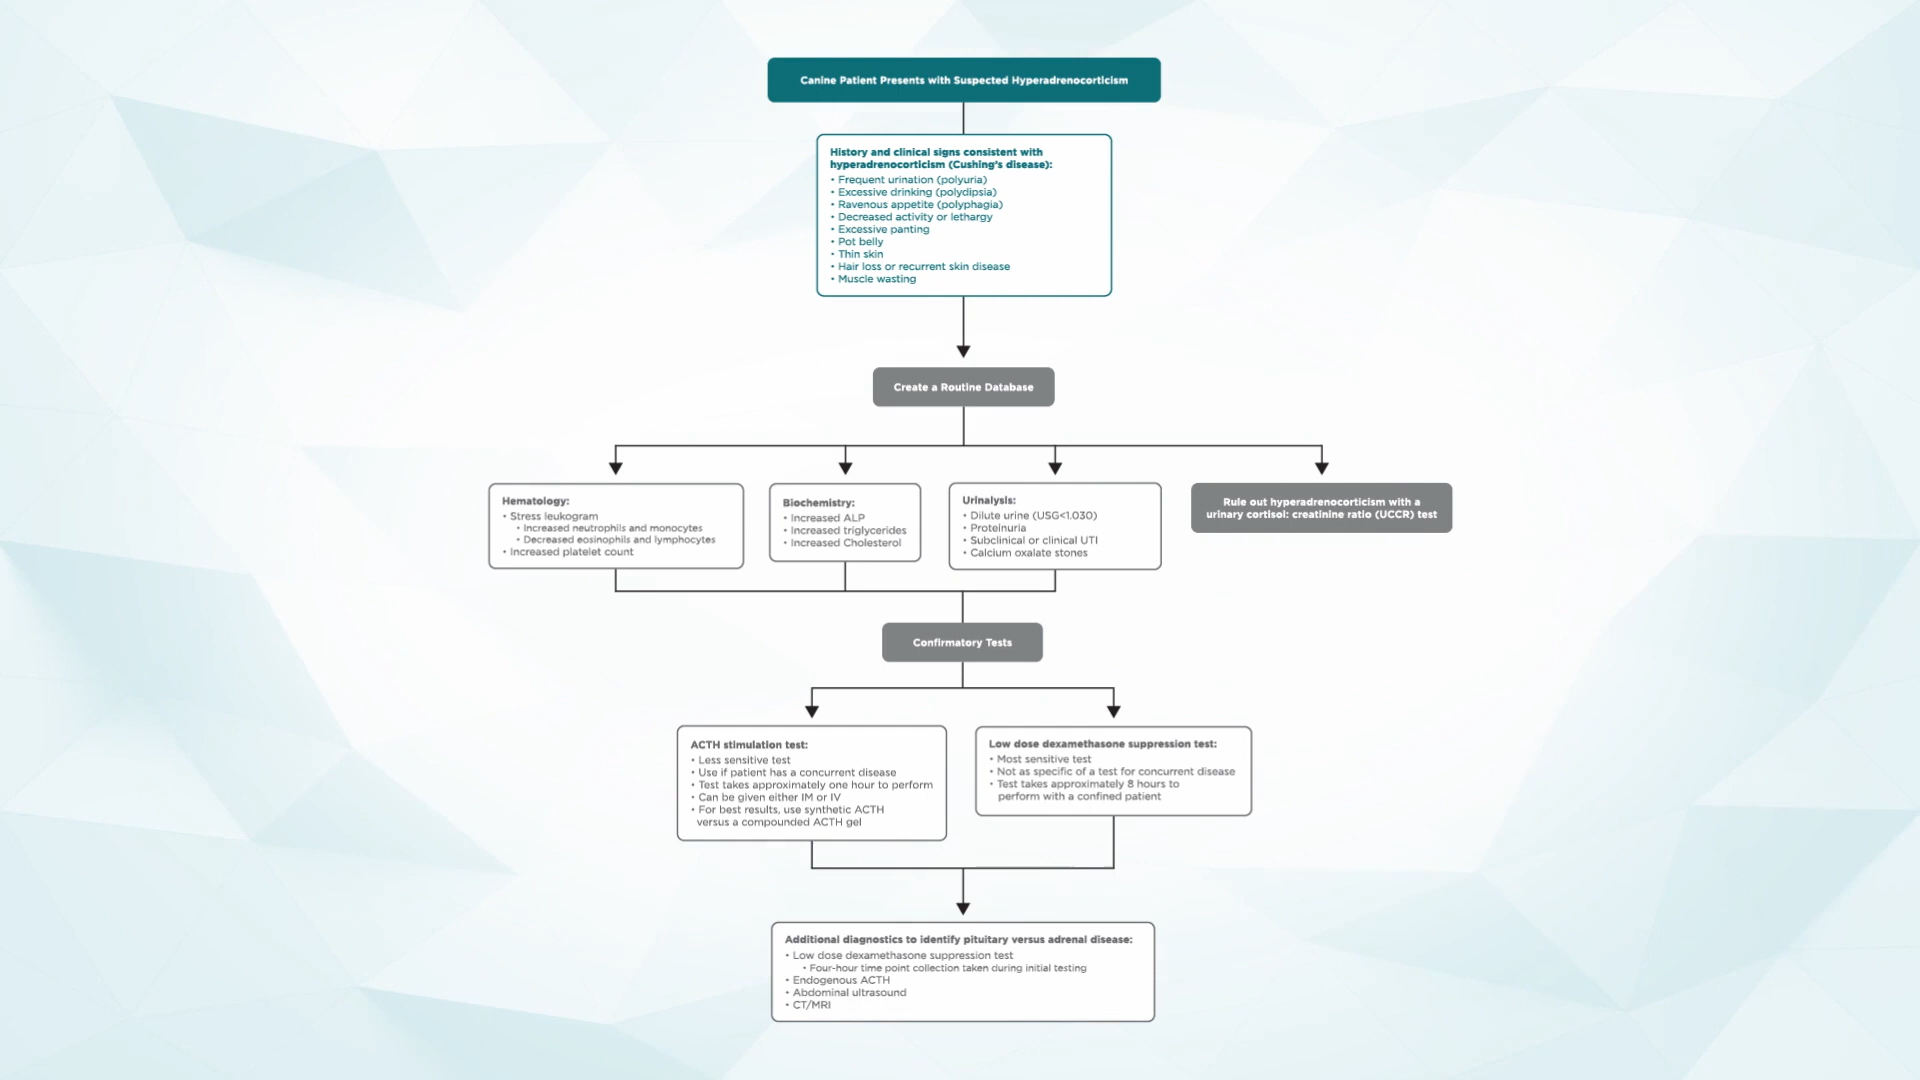 Canine Patient Presents with Suspected Hyperadrenocorticism
History and clinical signs consistent with
hyperadrenocorticism (Cushing's disease):
• Frequent urination (polyuria)
• Excessive drinking (polydipsia)
• Ravenous appetite (polyphagia)
• Decreased activity or lethargy
• Excessive panting
• Pot belly
• Thin skin
• Hair loss or recurrent skin disease
• Muscle wasting
Create a Routine Database
Hematology:
• Stress leukogram
• Increased neutrophils and monocytes
• Decreased eosinophils and lymphocytes
• Increased platelet count
Biochemistry:
• Increased ALP
• Increased triglycerides
• Increased Cholesterol
Urinalysis:
• Dilute urine (USG<1.030)
• Proteinuria
• Subclinical or clinical UTI
• Calcium oxalate stones
Rule out hyperadrenocorticism with a
urinary cortisol: creatinine ratio (UCCR) test
Confirmatory Tests
ACTH stimulation test:
• Less sensitive test
• Use if patient has a concurrent disease
• Test takes approximately one hour to perform
• Can be given either IM or IV
• For best results, use synthetic ACTH
versus a compounded ACTH gel
Low dose dexamethasone suppression test:
• Most sensitive test
• Not as specific of a test for concurrent disease
• Test takes approximately 8 hours to
perform with a confined patient
Additional diagnostics to identify pituitary versus adrenal disease:
• Low dose dexamethasone suppression test
• Four-hour time point collection taken during initial testing
• Endogenous ACTH
• Abdominal ultrasound
• CT/MRI